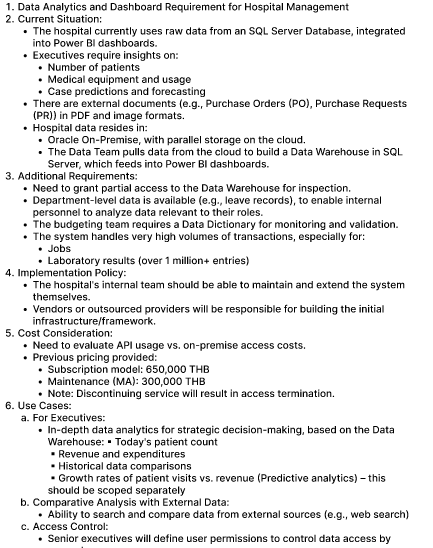 1. Data Analytics and Dashboard Requirement for Hospital Management
2. Current Situation:
• The hospital currently uses raw data from an SQL Server Database, integrated
into Power BI dashboards.
• Executives require insights on:
• Number of patients
• Medical equipment and usage
• Case predictions and forecasting
• There are external documents (e.g., Purchase Orders (PO), Purchase Requests
(PR)) in PDF and image formats.
• Hospital data resides in:
• Oracle On-Premise, with parallel storage on the cloud.
• The Data Team pulls data from the cloud to build a Data Warehouse in SQL
Server, which feeds into Power BI dashboards.
3. Additional Requirements:
• Need to grant partial access to the Data Warehouse for inspection.
• Department-level data is available (e.g., leave records), to enable internal
personnel to analyze data relevant to their roles.
• The budgeting team requires a Data Dictionary for monitoring and validation.
• The system handles very high volumes of transactions, especially for:
• Jobs
• Laboratory results (over 1 million+ entries)
4. Implementation Policy:
• The hospital's internal team should be able to maintain and extend the system
themselves.
• Vendors or outsourced providers will be responsible for building the initial
infrastructure/framework.
5. Cost Consideration:
• Need to evaluate API usage vs. on-premise access costs.
• Previous pricing provided:
• Subscription model: 650,000 THB
• Maintenance (MA): 300,000 THB
• Note: Discontinuing service will result in access termination.
6. Use Cases:
a. For Executives:
• In-depth data analytics for strategic decision-making, based on the Data
Warehouse: ▪ Today's patient count
▪ Revenue and expenditures
▪ Historical data comparisons
▪ Growth rates of patient visits vs. revenue (Predictive analytics) – this
should be scoped separately
b. Comparative Analysis with External Data:
• Ability to search and compare data from external sources (e.g., web search)
c. Access Control:
• Senior executives will define user permissions to control data access by